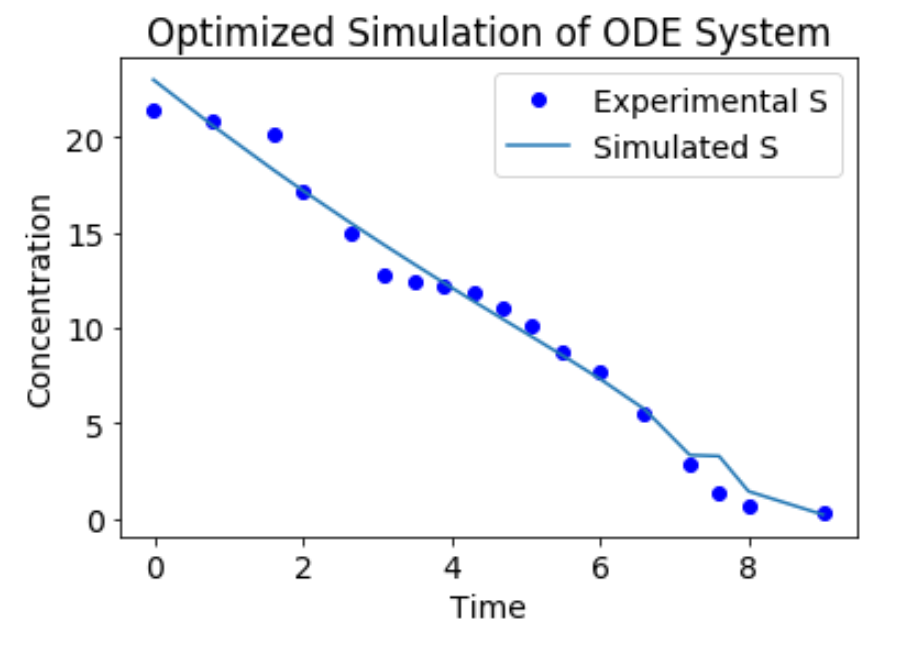 Optimized Simulation of ODE System
Experimental S
Simulated S
Concentration
20
15
10
5
0
0 2 4 6 8
Time